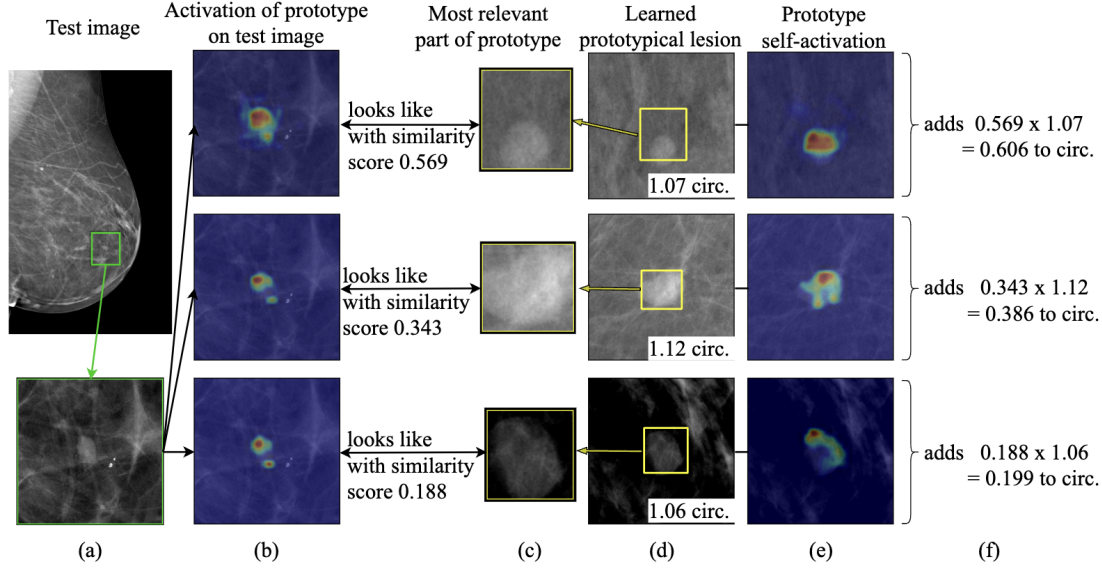 Test image
Activation of prototype
on test image
Most relevant
part of prototype
Learned
prototypical lesion
Prototype
self-activation
looks like
with similarity
score 0.569
1.07 circ.
adds 0.569 x 1.07
= 0.606 to circ.
looks like
with similarity
score 0.343
1.12 circ.
adds 0.343 x 1.12
= 0.386 to circ.
looks like
with similarity
score 0.188
1.06 circ.
adds 0.188 x 1.06
= 0.199 to circ.
(a)
(b)
(c)
(d)
(e)
(f)